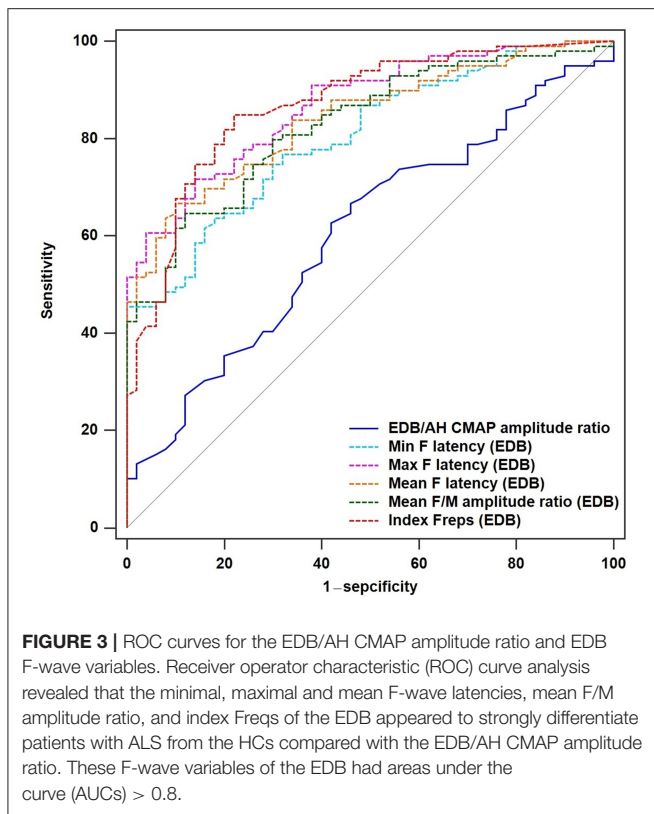 100
80
60
40
20
0
Sensitivity
EDB/AH CMAP amplitude ratio
Min F latency (EDB)
Max F latency (EDB)
Mean F latency (EDB)
Mean F/M amplitude ratio (EDB)
Index Freps (EDB)
0 20 40 60 80 100
1–sepcificity
FIGURE 3 | ROC curves for the EDB/AH CMAP amplitude ratio and EDB
F-wave variables. Receiver operator characteristic (ROC) curve analysis
revealed that the minimal, maximal and mean F-wave latencies, mean F/M
amplitude ratio, and index Freqs of the EDB appeared to strongly differentiate
patients with ALS from the HCs compared with the EDB/AH CMAP amplitude
ratio. These F-wave variables of the EDB had areas under the
curve (AUCs) > 0.8.